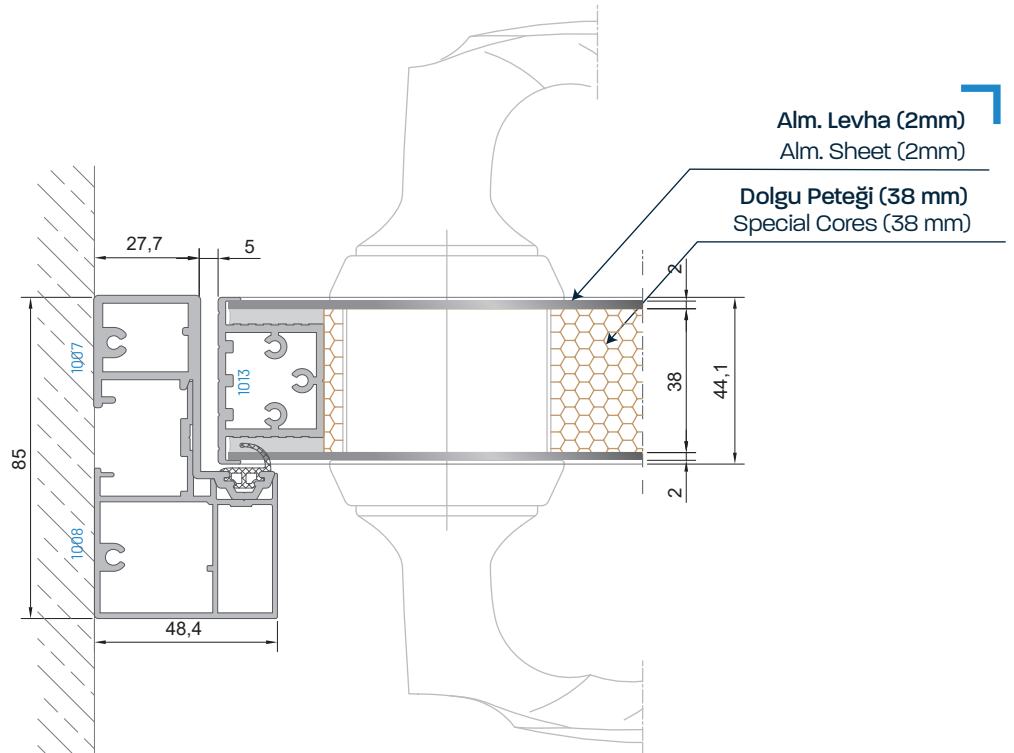 Alm. Levha (2mm)
Alm. Sheet (2mm)
Dolgu Peteği (38 mm)
Special Cores (38 mm)
27,7
5
2
1007
1013
38
44,1
85
2
1008
48,4